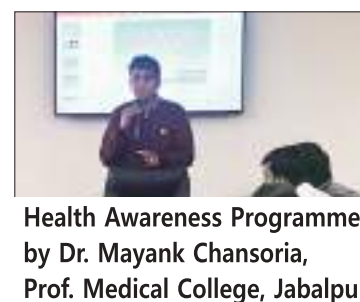 Health Awareness Programme
by Dr. Mayank Chansoria,
Prof. Medical College, Jabalpu